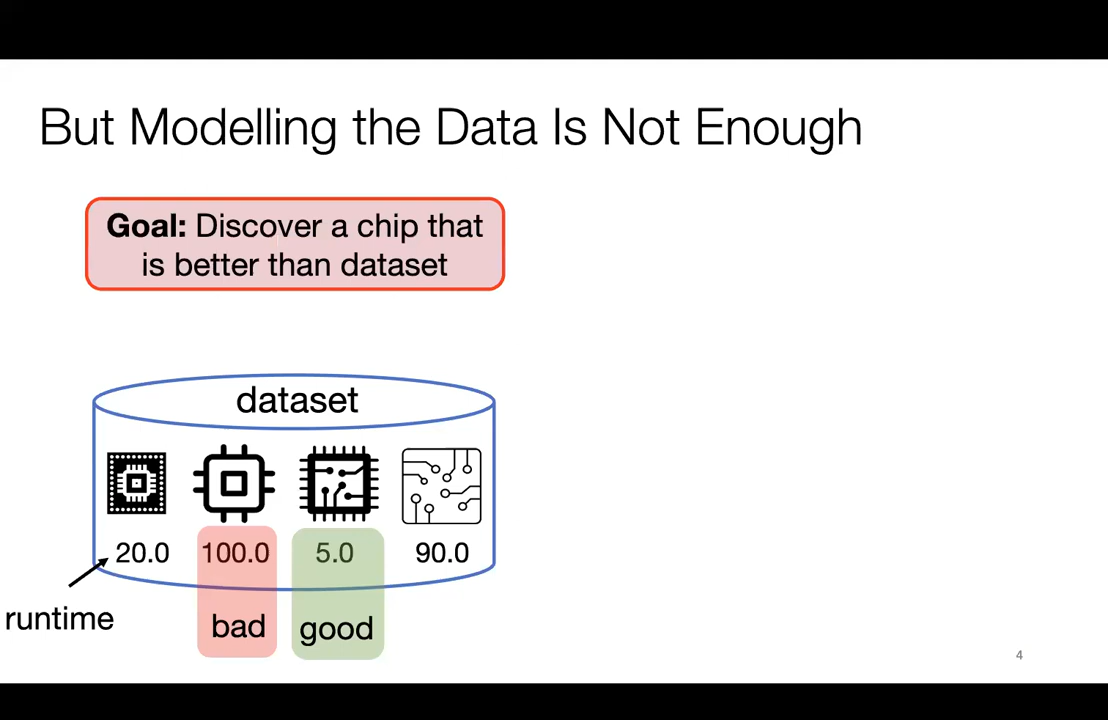 But Modelling the Data Is Not Enough
Goal: Discover a chip that
is better than dataset
dataset
20.0 100.0 5.0 90.0
runtime
bad good
4